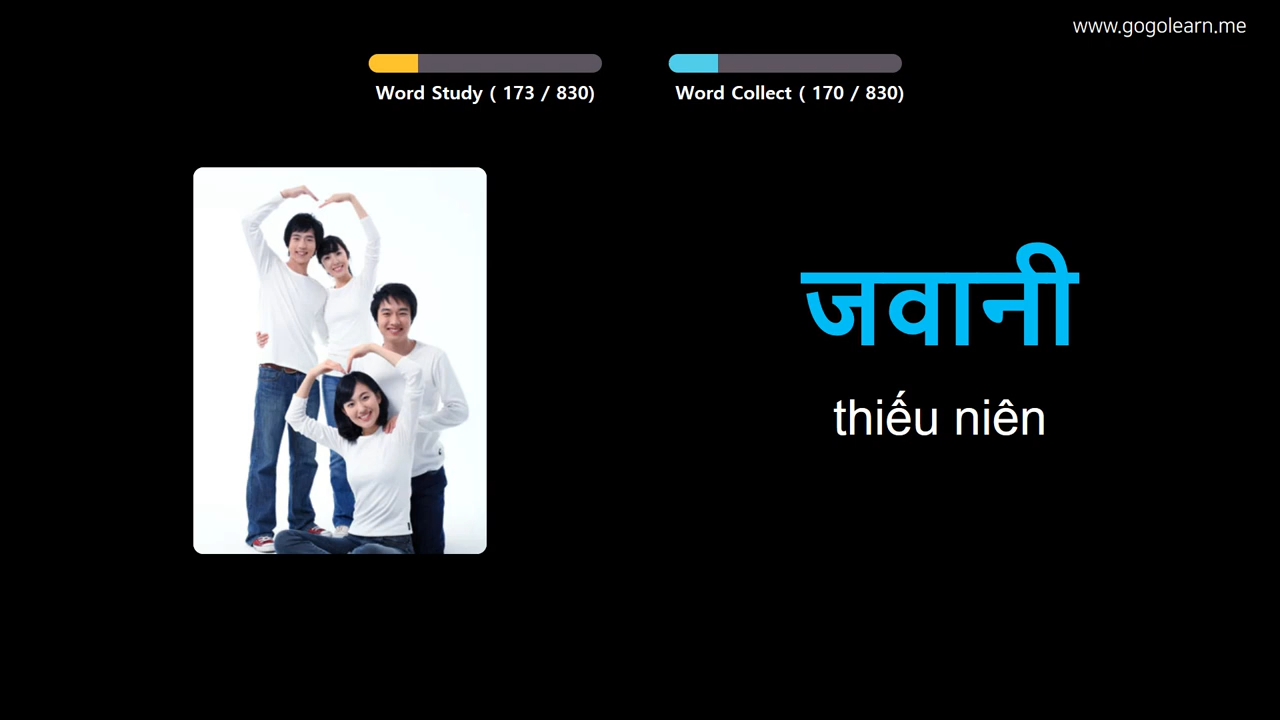 www.gogolearn.me
Word Study ( 173 / 830)
Word Collect ( 170 / 830)
जवानी
thiếu niên